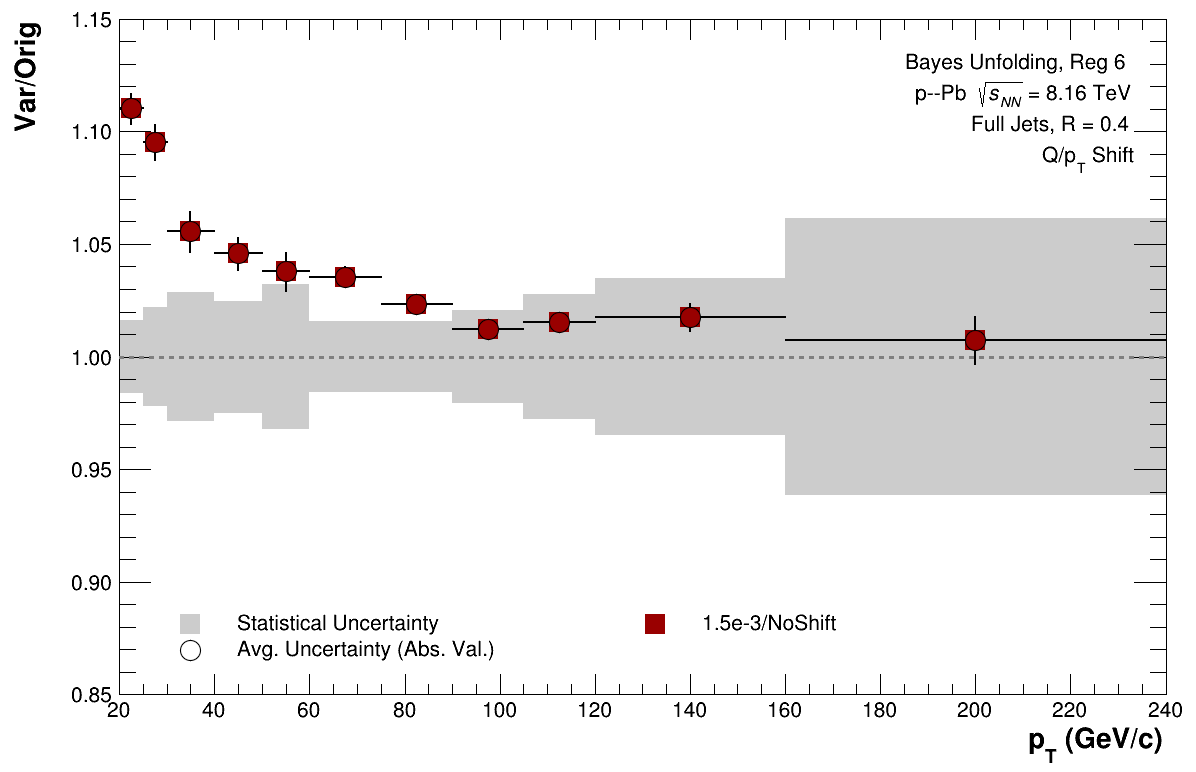 Var/Orig
1.15
1.10
1.05
1.00
0.95
0.90
0.85
Bayes Unfolding, Reg 6
p--Pb √s_NN = 8.16 TeV
Full Jets, R = 0.4
Q/p_T Shift
Statistical Uncertainty
Avg. Uncertainty (Abs. Val.)
1.5e-3/NoShift
20 40 60 80 100 120 140 160 180 200 220 240
p_T (GeV/c)